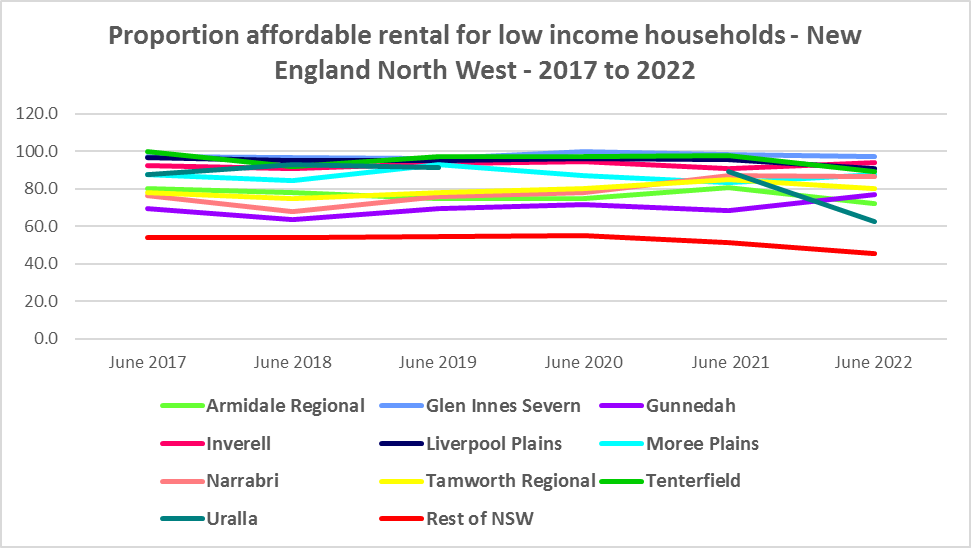 Proportion affordable rental for low income households - New
England North West - 2017 to 2022
120.0
100.0
80.0
60.0
40.0
20.0
0.0
June 2017 June 2018 June 2019 June 2020 June 2021 June 2022
Armidale Regional Glen Innes Severn Gunnedah
Inverell Liverpool Plains Moree Plains
Narrabri Tamworth Regional Tenterfield
Uralla Rest of NSW